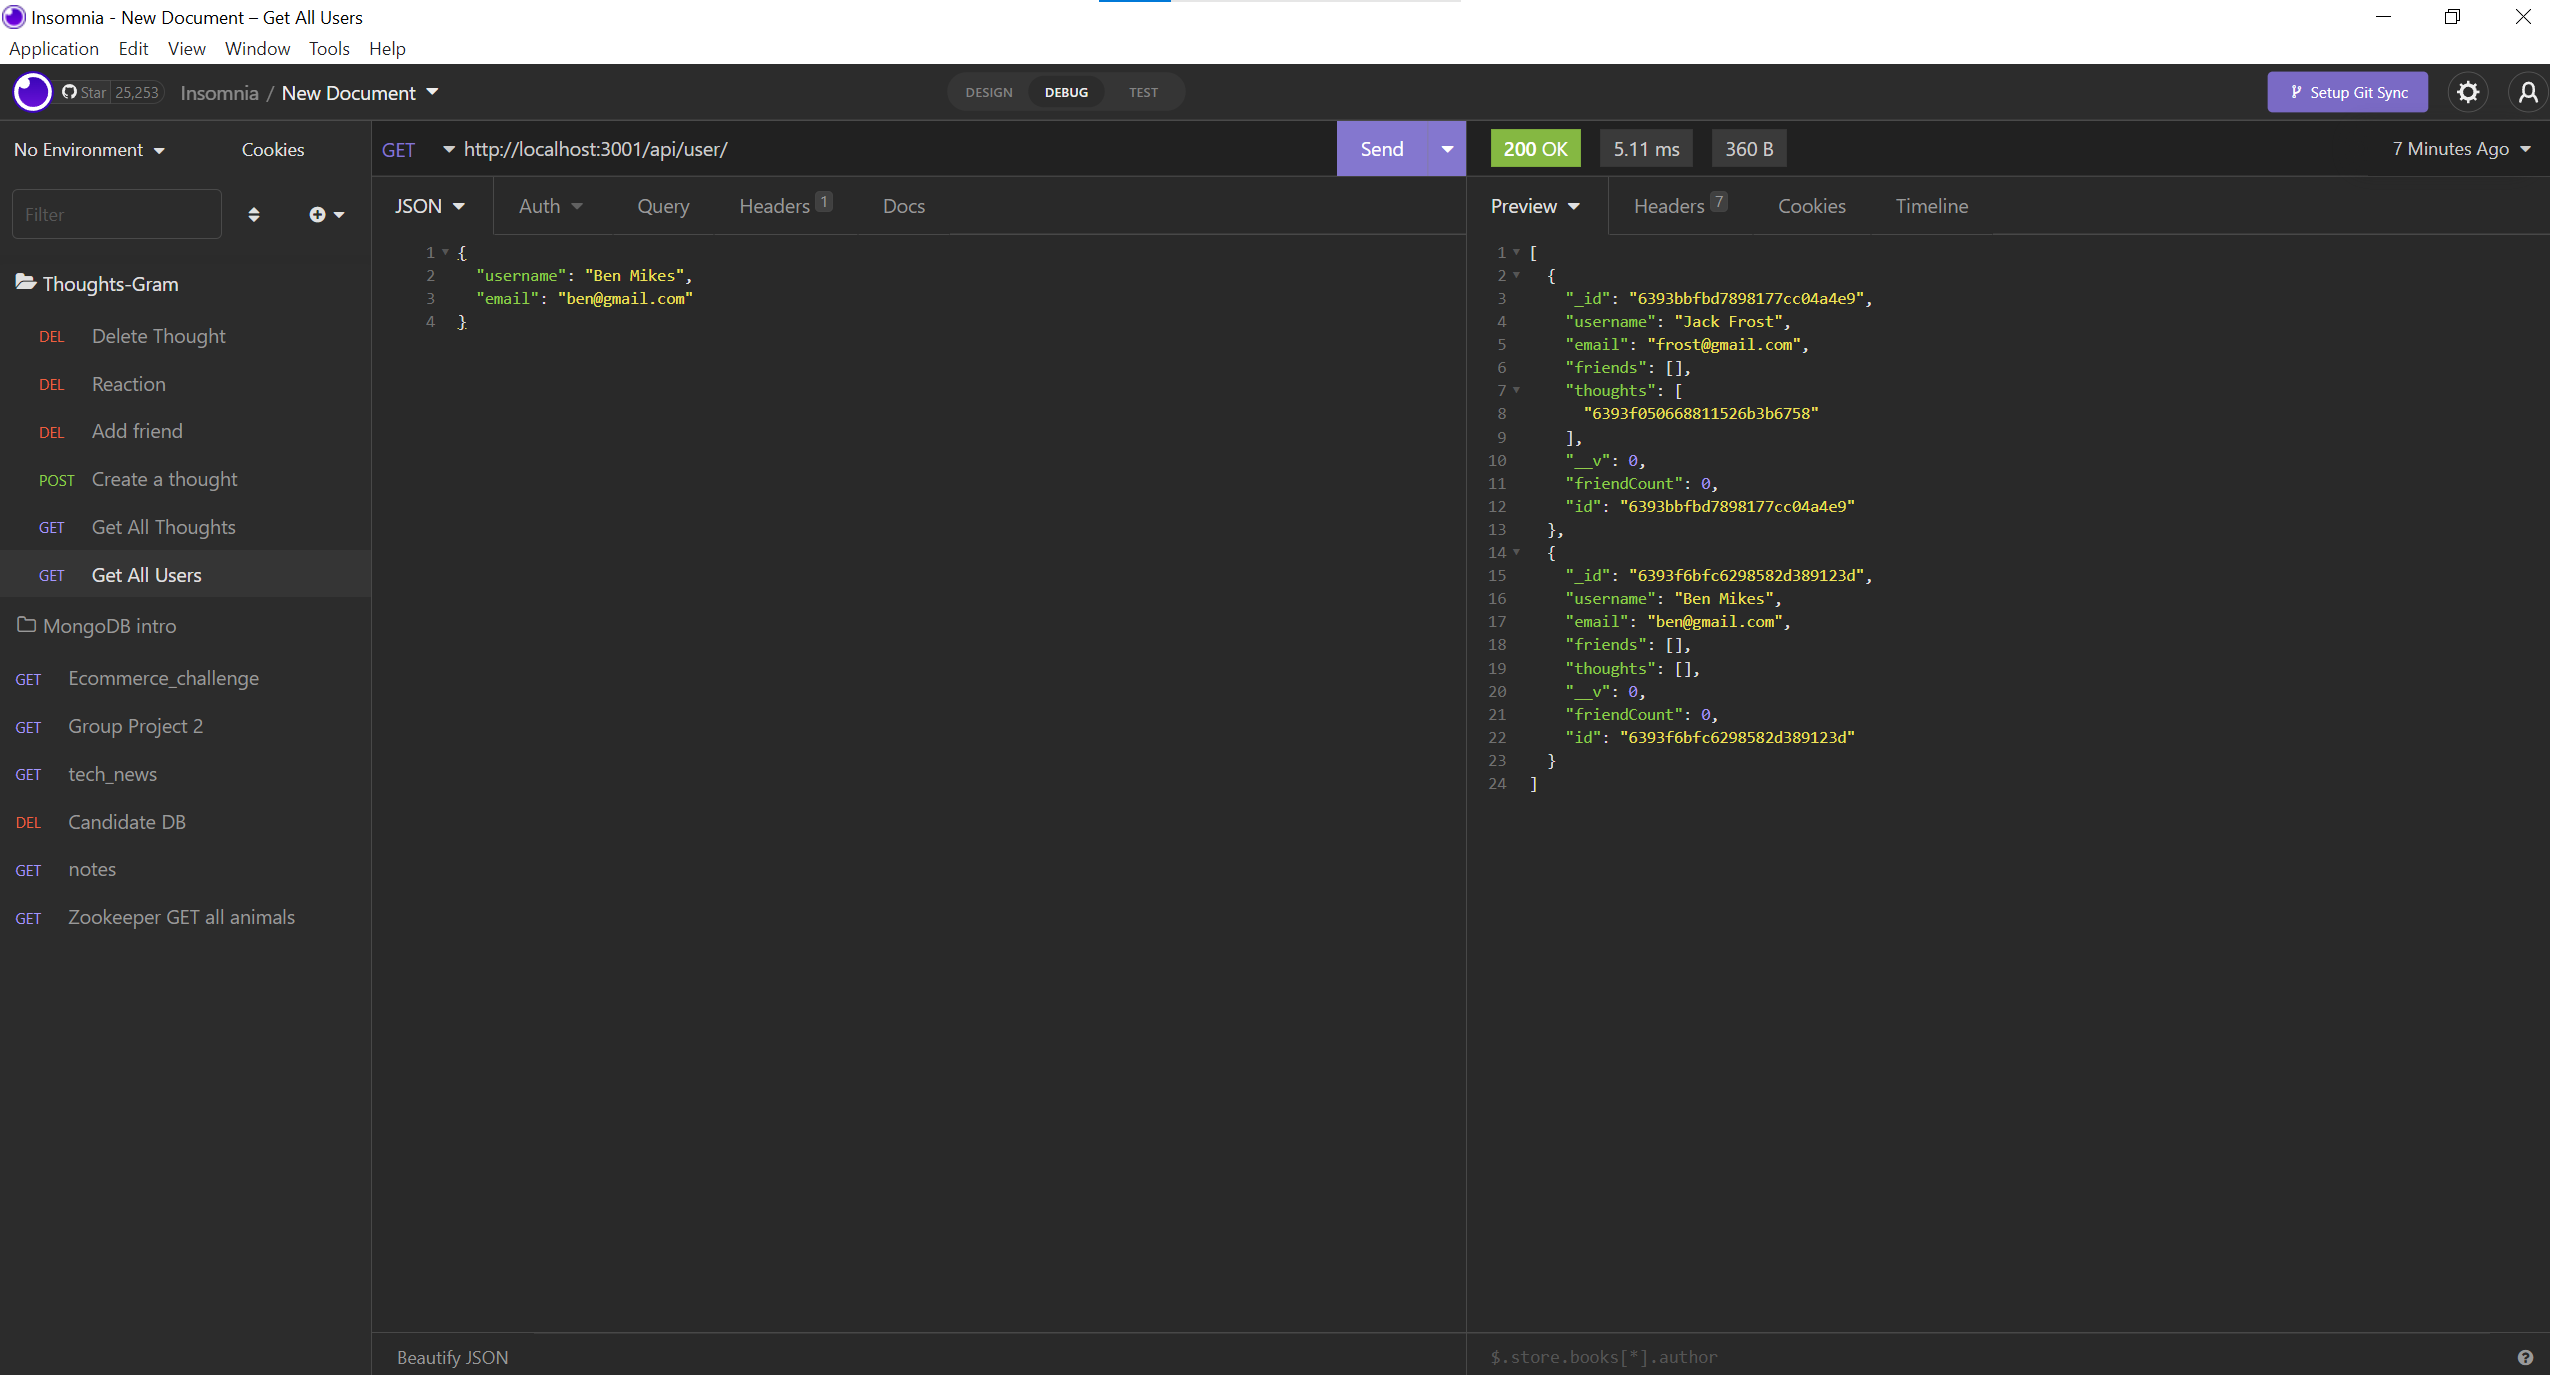 Insomnia - New Document – Get All Users
Application Edit View Window Tools Help
Star 25,253 Insomnia / New Document DESIGN DEBUG TEST Setup Git Sync
No Environment Cookies
Filter
Thoughts-Gram
DEL Delete Thought
DEL Reaction
DEL Add friend
POST Create a thought
GET Get All Thoughts
GET Get All Users
MongoDB intro
GET Ecommerce_challenge
GET Group Project 2
GET tech_news
DEL Candidate DB
GET notes
GET Zookeeper GET all animals
GET http://localhost:3001/api/user/ Send
JSON Auth Query Headers 1 Docs
1 {
2 "username": "Ben Mikes",
3 "email": "ben@gmail.com"
4 }
Beautify JSON
200 OK 5.11 ms 360 B 7 Minutes Ago
Preview Headers 7 Cookies Timeline
1 [
2 {
3 "_id": "6393bbfbd7898177cc04a4e9",
4 "username": "Jack Frost",
5 "email": "frost@gmail.com",
6 "friends": [],
7 "thoughts": [
8 "6393f050668811526b3b6758"
9 ],
10 "__v": 0,
11 "friendCount": 0,
12 "id": "6393bbfbd7898177cc04a4e9"
13 },
14 {
15 "_id": "6393f6bfc6298582d389123d",
16 "username": "Ben Mikes",
17 "email": "ben@gmail.com",
18 "friends": [],
19 "thoughts": [],
20 "__v": 0,
21 "friendCount": 0,
22 "id": "6393f6bfc6298582d389123d"
23 }
24 ]
$.store.books[*].author